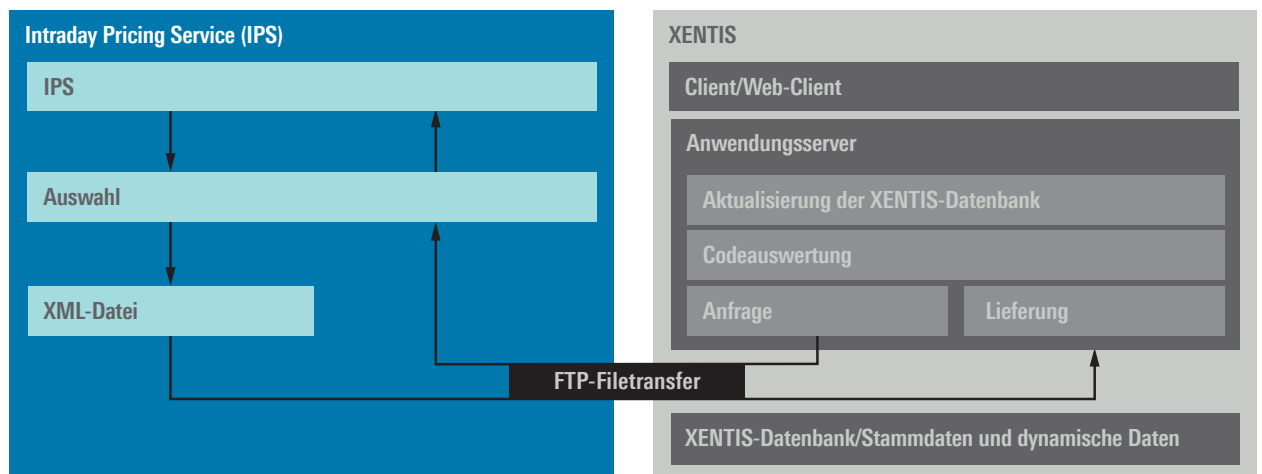 Intraday Pricing Service (IPS)
IPS
Auswahl
XML-Datei
FTP-Filetransfer
XENTIS
Client/Web-Client
Anwendungsserver
Aktualisierung der XENTIS-Datenbank
Codeauswertung
Anfrage
Lieferung
XENTIS-Datenbank/Stammdaten und dynamische Daten